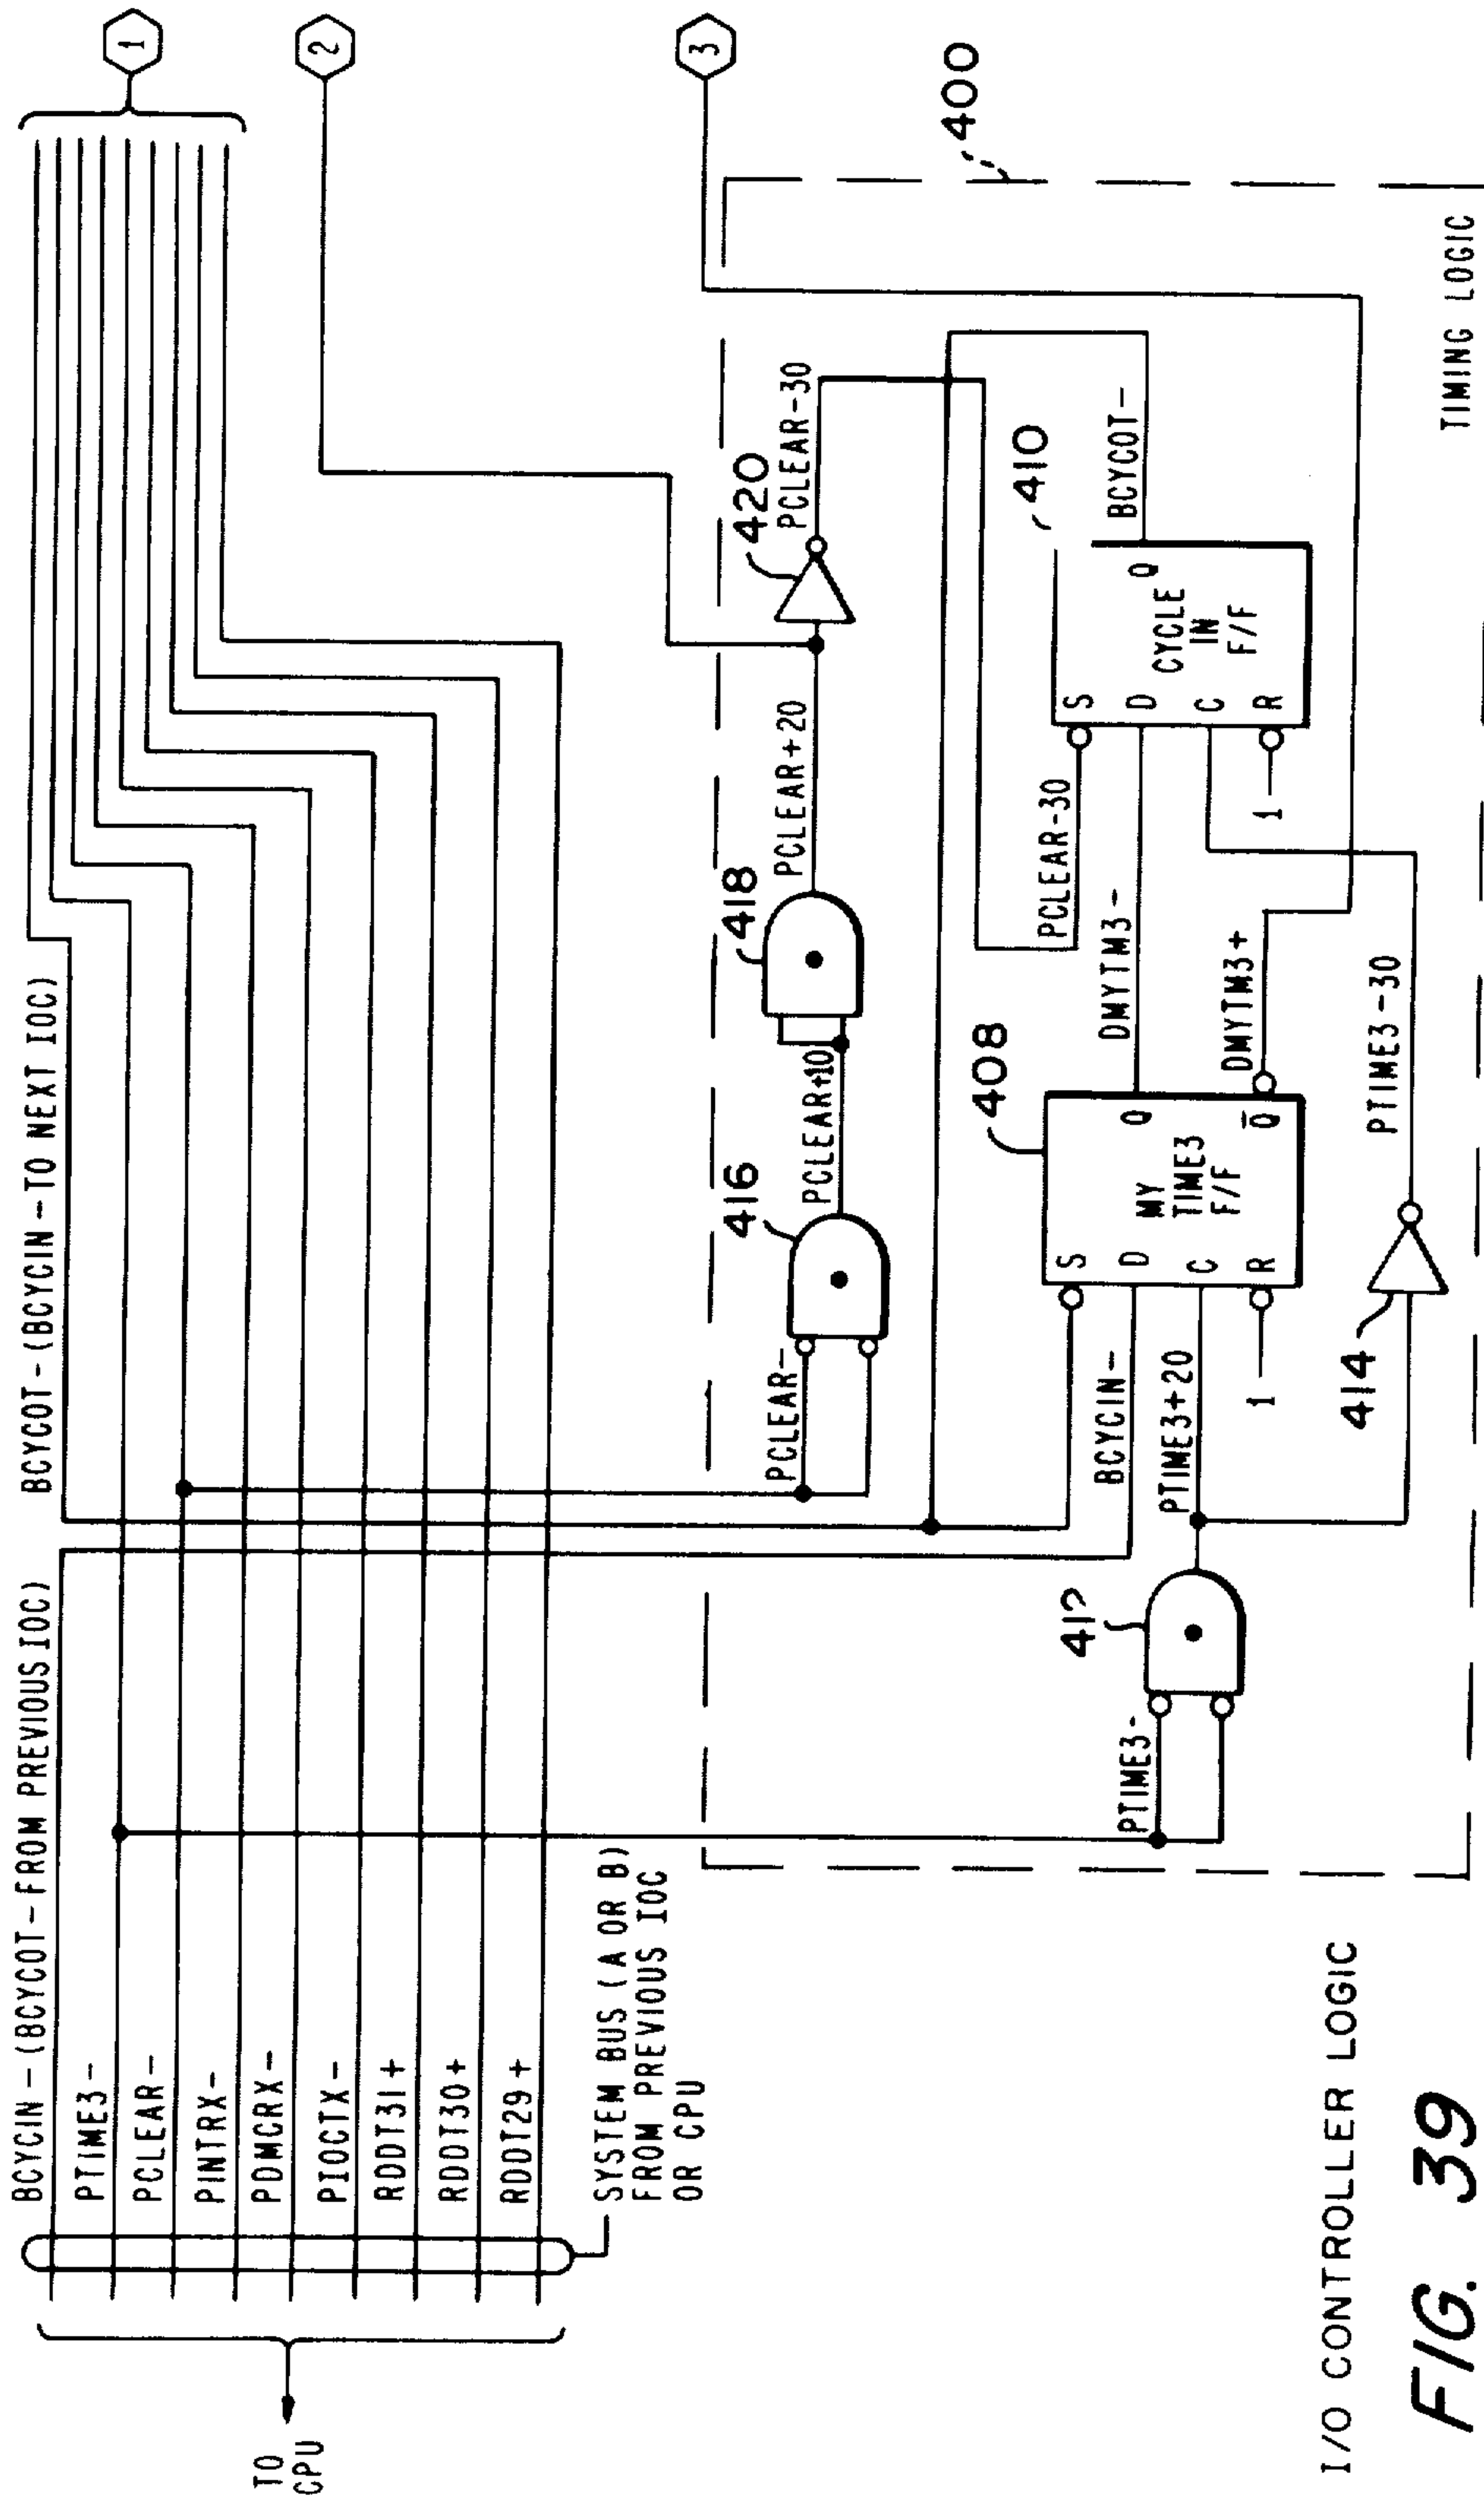 BCYCIN-(BCYCOT-FROM PREVIOUS IOC)
BCYCOT-(BCYCIN-TO NEXT IOC)
PTIME3-
PCLEAR-
PINTRX-
PDMCRX-
PIOCTX-
RDDT31+
RDDT30+
RDDT29+
TO
CPU
SYSTEM BUS (A OR B)
FROM PREVIOUS IOC
OR CPU
1
2
3
400
416
418
420
PCLEAR-
PCLEAR+10
PCLEAR+20
PCLEAR-30
PCLEAR-30
408
410
412
414
PTIME3-
BCYCIN-
PTIME3+20
1
S
D
C
R
MY
TIME3
F/F
Q
Q̅
DMYTM3-
DMYTM3+
PTIME3-30
1
S
D
C
R
CYCLE
IN
F/F
Q
BCYCOT-
TIMING LOGIC
I/O CONTROLLER LOGIC
FIG. 39